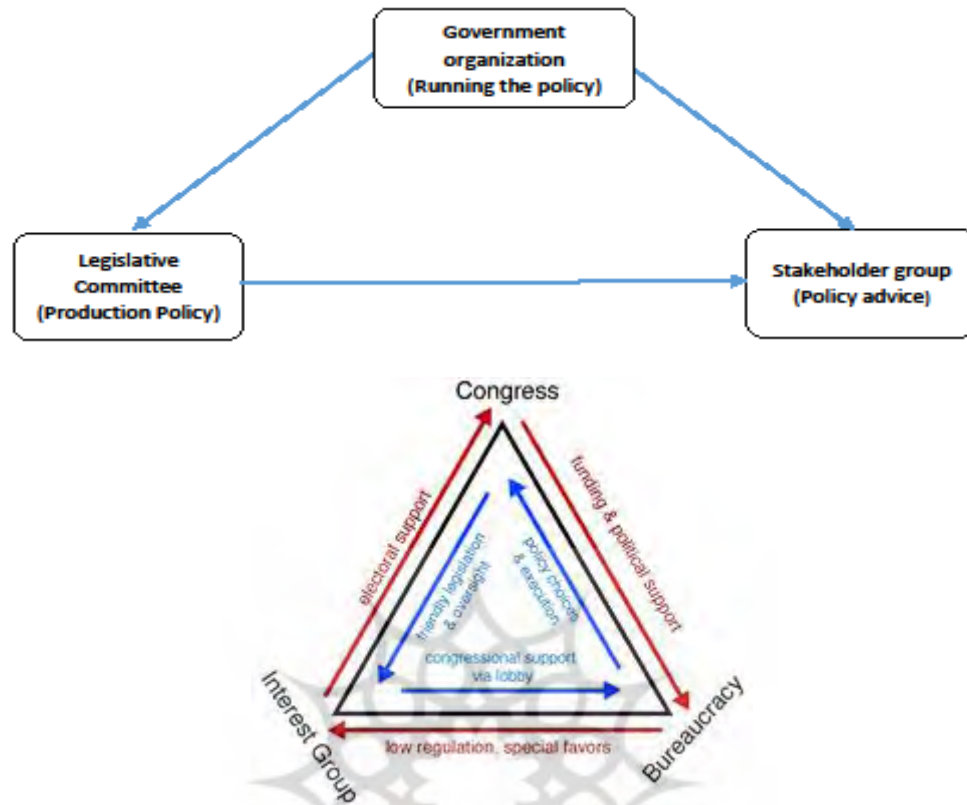 Government
organization
(Running the policy)
Legislative
Committee
(Production Policy)
Stakeholder group
(Policy advice)
Congress
electoral support
funding & political support
friendly legislation
& oversight
policy choices
& execution
congressional support
via lobby
low regulation, special favors
Interest Group
Bureaucracy